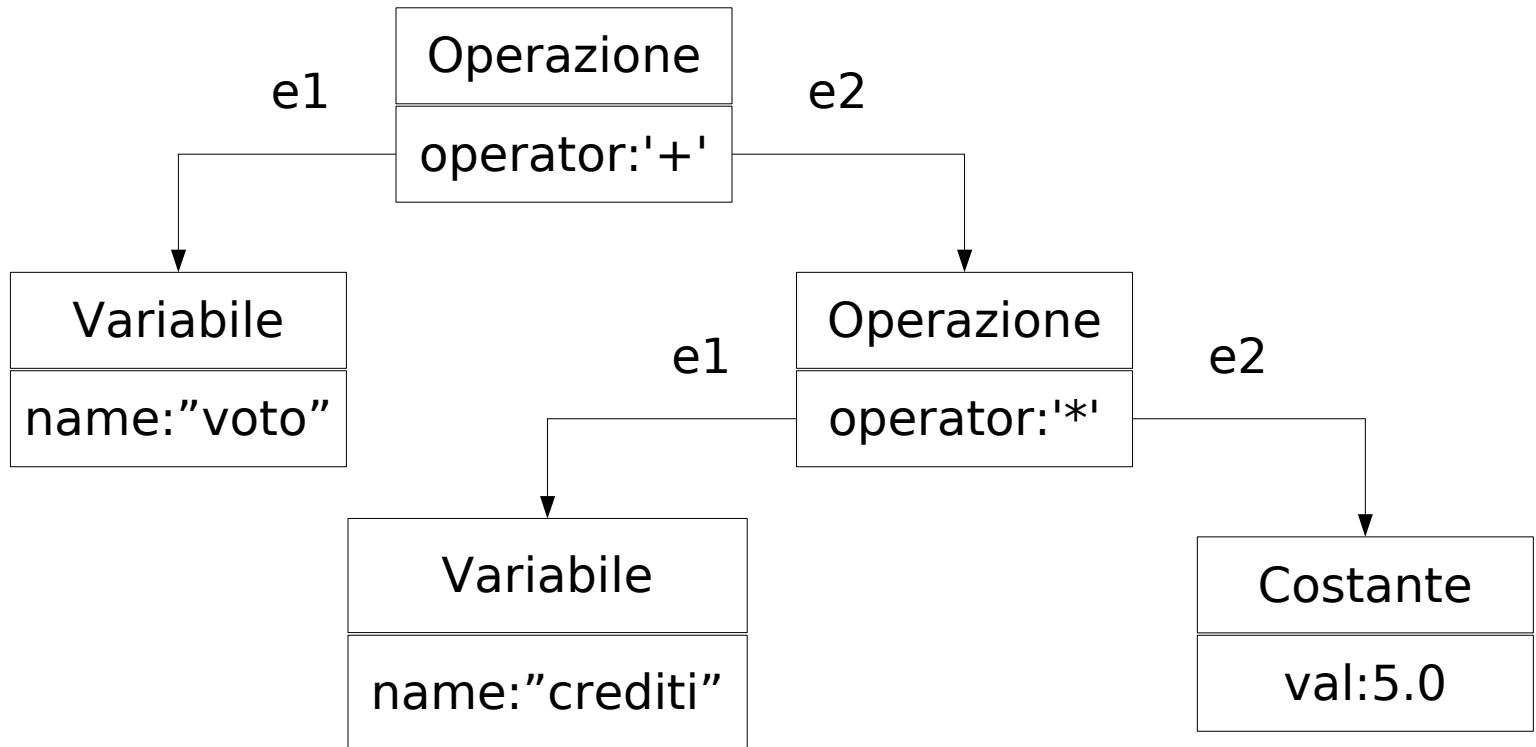 Operazione
e1
e2
operator:'+'
Variabile
Operazione
e1
e2
name:”voto”
operator:'*'
Variabile
Costante
name:”crediti”
val:5.0